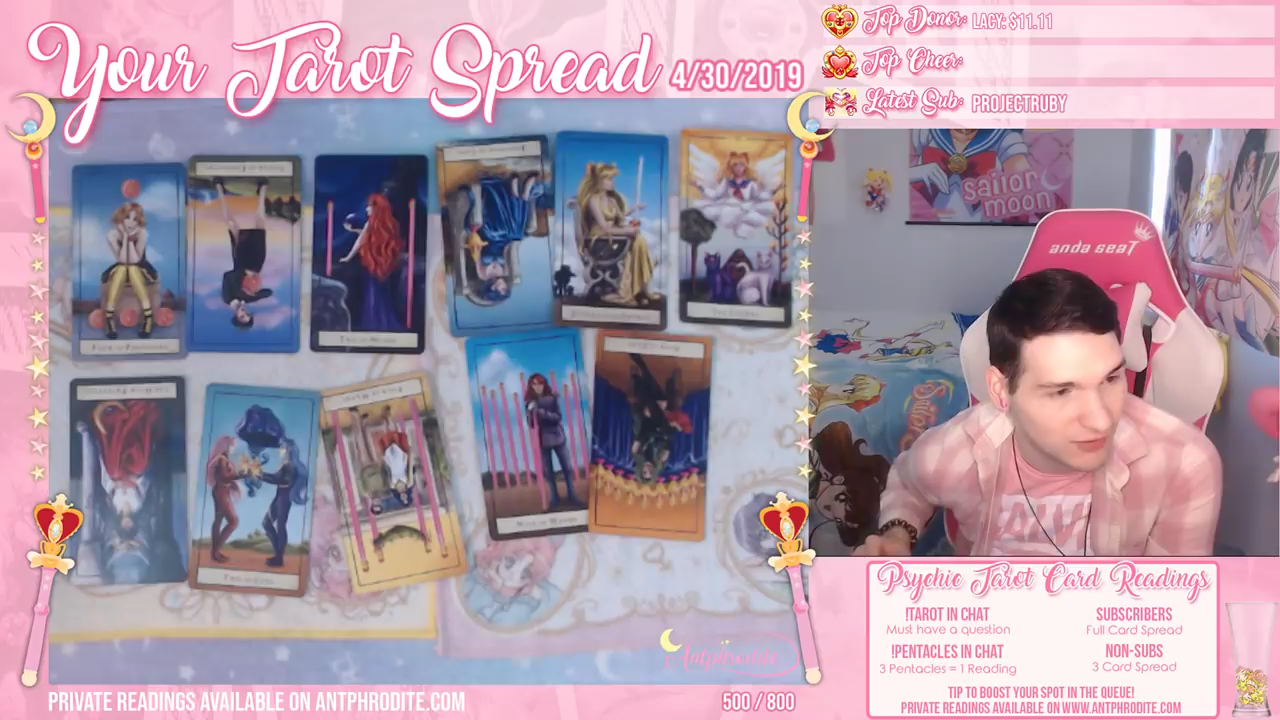 Your Tarot Spread 4/30/2019
Top Donor: LACY: $11.11
Top Cheer:
Latest Sub: PROJECTRUBY
sailor
moon
anda seaT
Antphrodite
PRIVATE READINGS AVAILABLE ON ANTPHRODITE.COM
500 / 800
Psychic Tarot Card Readings
!TAROT IN CHAT
Must have a question
!PENTACLES IN CHAT
3 Pentacles = 1 Reading
SUBSCRIBERS
Full Card Spread
NON-SUBS
3 Card Spread
TIP TO BOOST YOUR SPOT IN THE QUEUE!
PRIVATE READINGS AVAILABLE ON WWW.ANTPHRODITE.COM